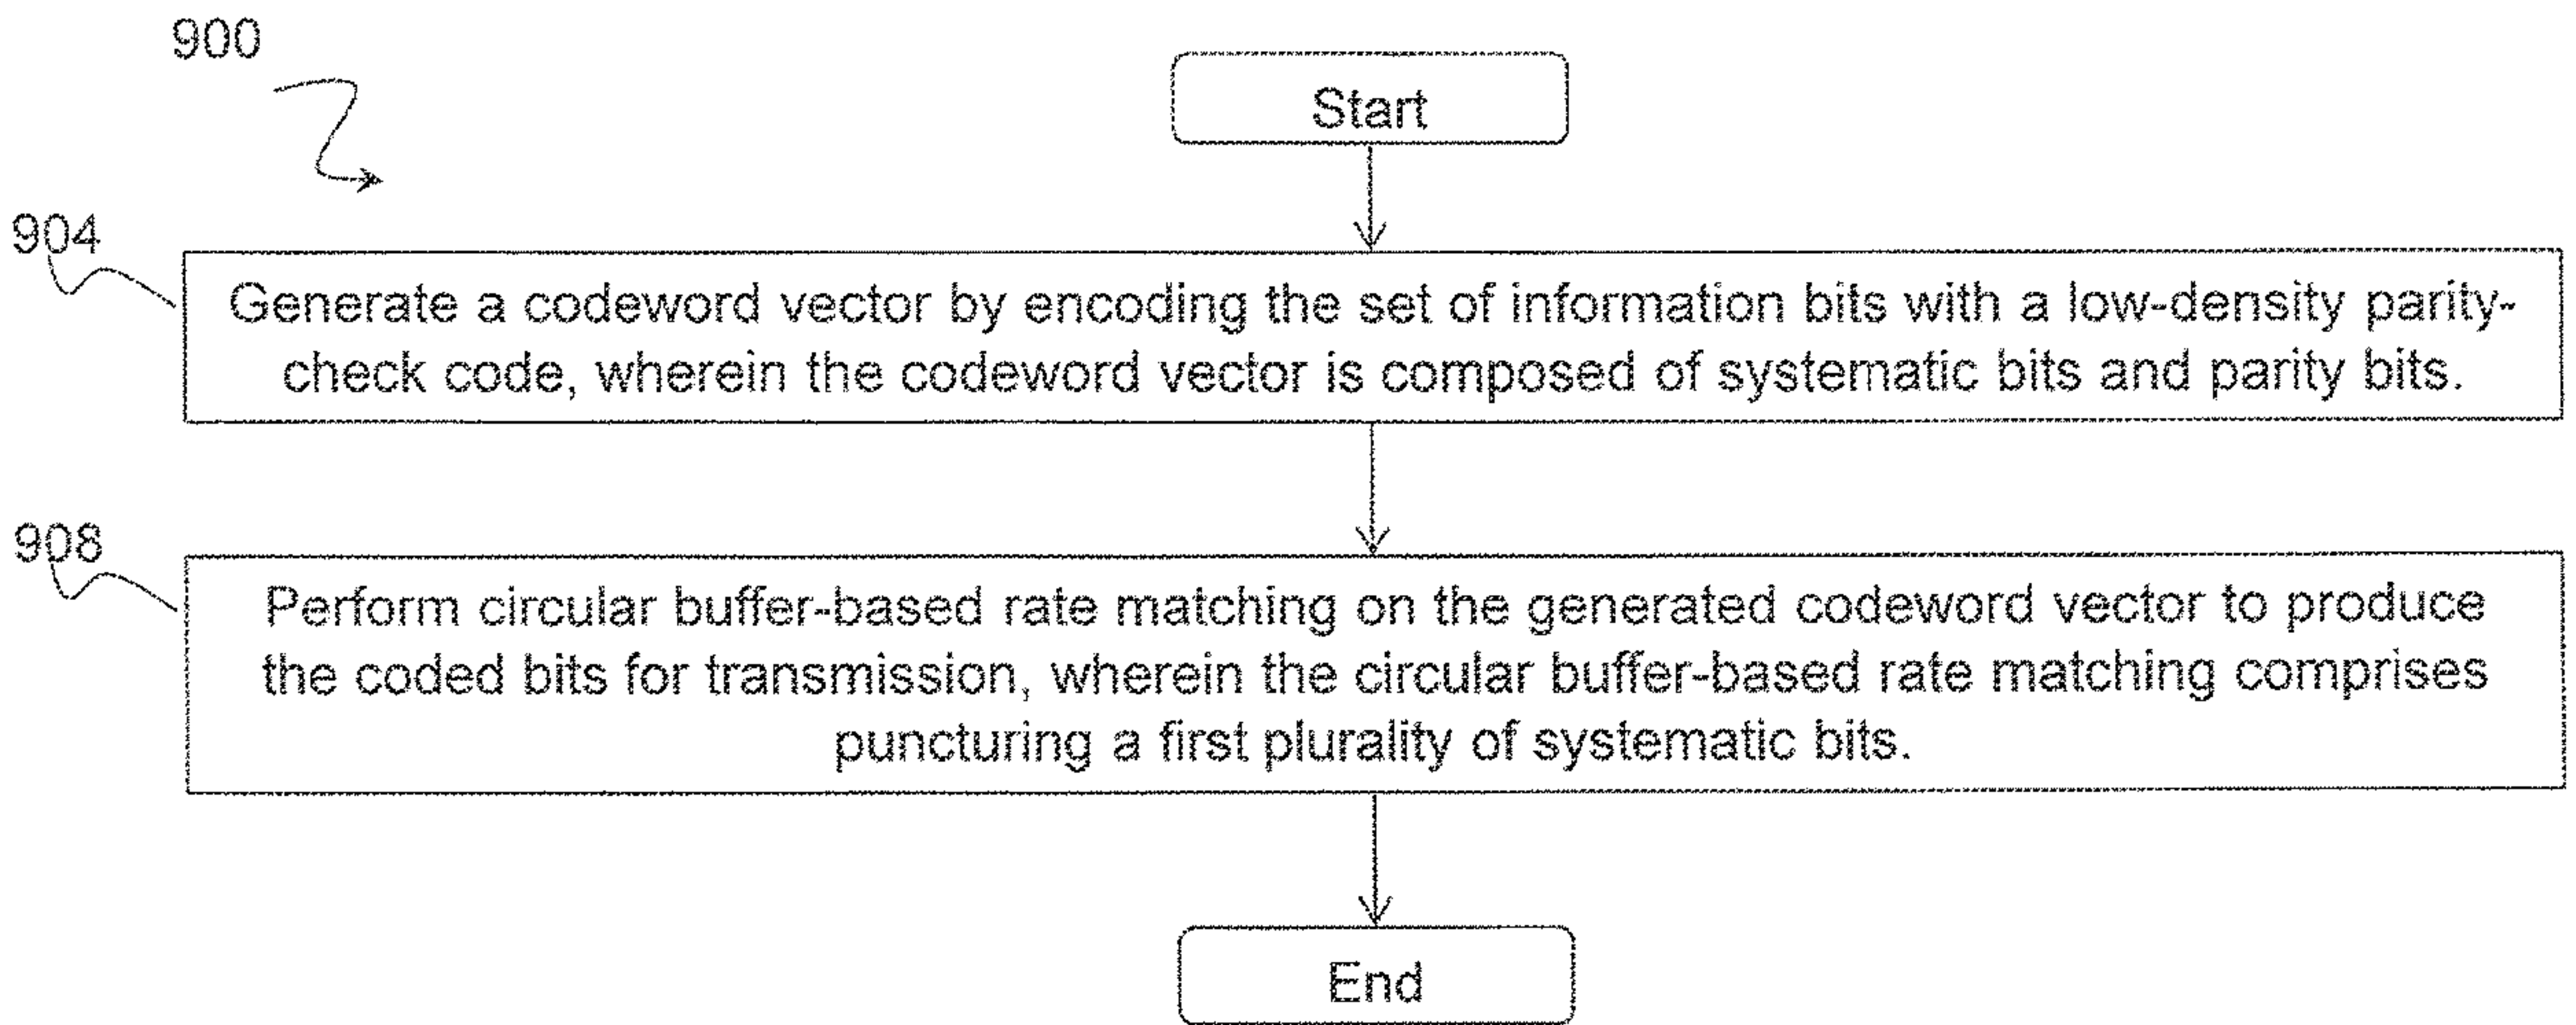 900
Start
904
Generate a codeword vector by encoding the set of information bits with a low-density parity-
check code, wherein the codeword vector is composed of systematic bits and parity bits.
908
Perform circular buffer-based rate matching on the generated codeword vector to produce
the coded bits for transmission, wherein the circular buffer-based rate matching comprises
puncturing a first plurality of systematic bits.
End